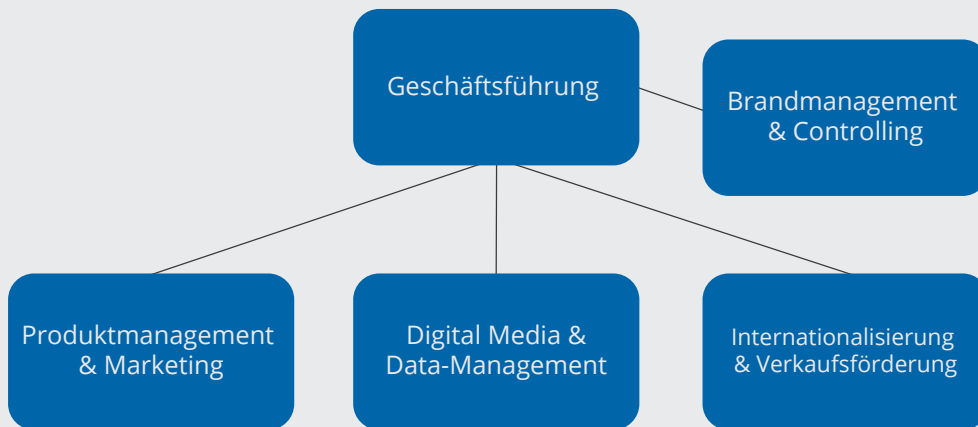 Geschäftsführung
Brandmanagement
& Controlling
Produktmanagement
& Marketing
Digital Media &
Data-Management
Internationalisierung
& Verkaufsförderung